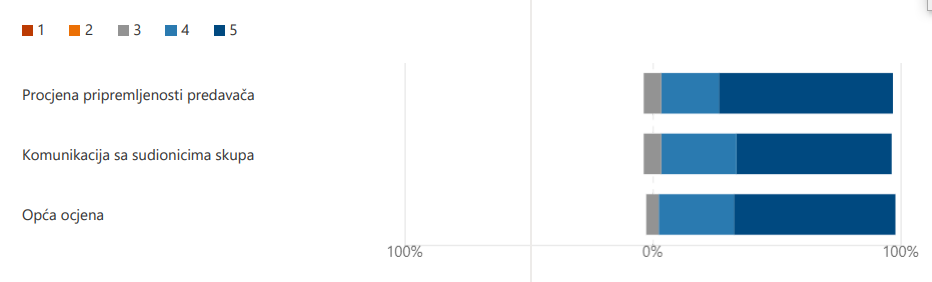 1 2 3 4 5
Procjena pripremljenosti predavača
Komunikacija sa sudionicima skupa
Opća ocjena
100% 0% 100%